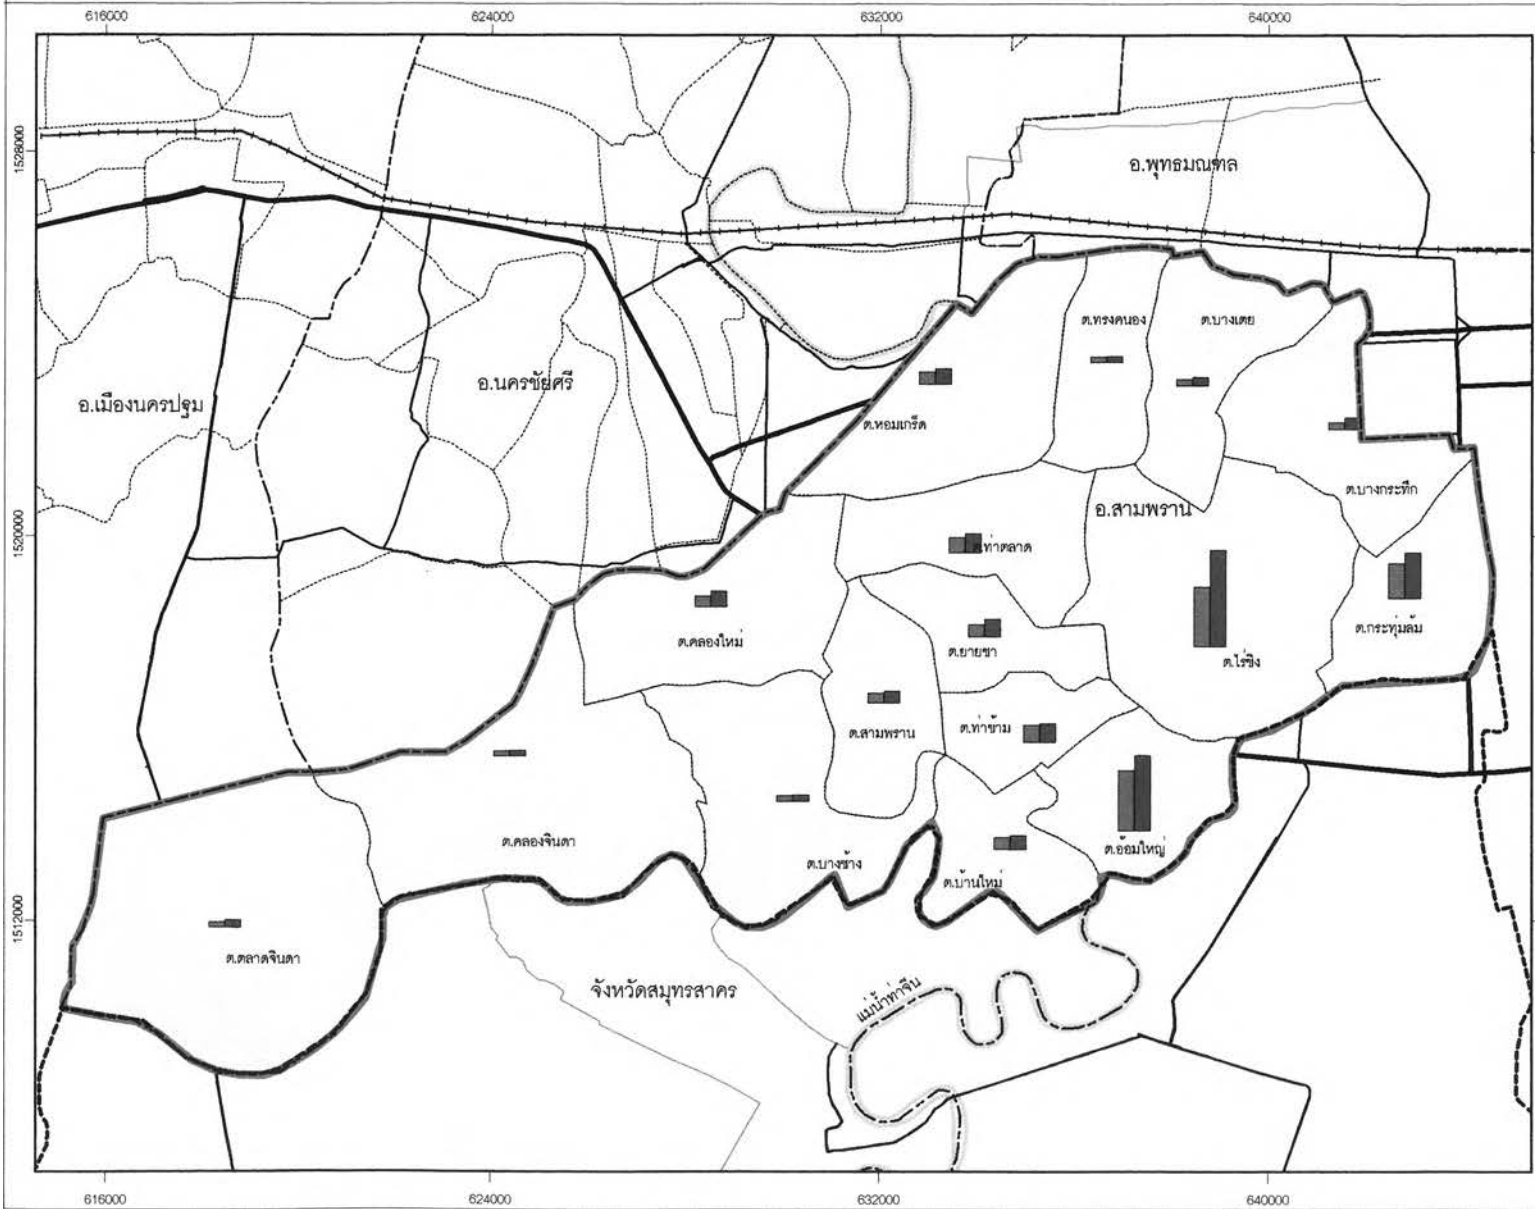 616000
624000
632000
640000
1528000
อ.พุทธมณฑล
ต.ทรงคนอง
ต.บางเตย
อ.นครชัยศรี
อ.เมืองนครปฐม
ต.หอมเกร็ด
ต.บางกระทึก
อ.สามพราน
1520000
ต.ท่าตลาด
ต.กระทุ่มล้ม
ต.คลองใหม่
ต.ยายชา
ต.ไร่ขิง
ต.สามพราน
ต.ท่าข้าม
ต.คลองจินดา
ต.อ้อมใหญ่
ต.บางช้าง
ต.บ้านใหม่
1512000
ต.ตลาดจินดา
จังหวัดสมุทรสาคร
แม่น้ำท่าจีน
616000
624000
632000
640000